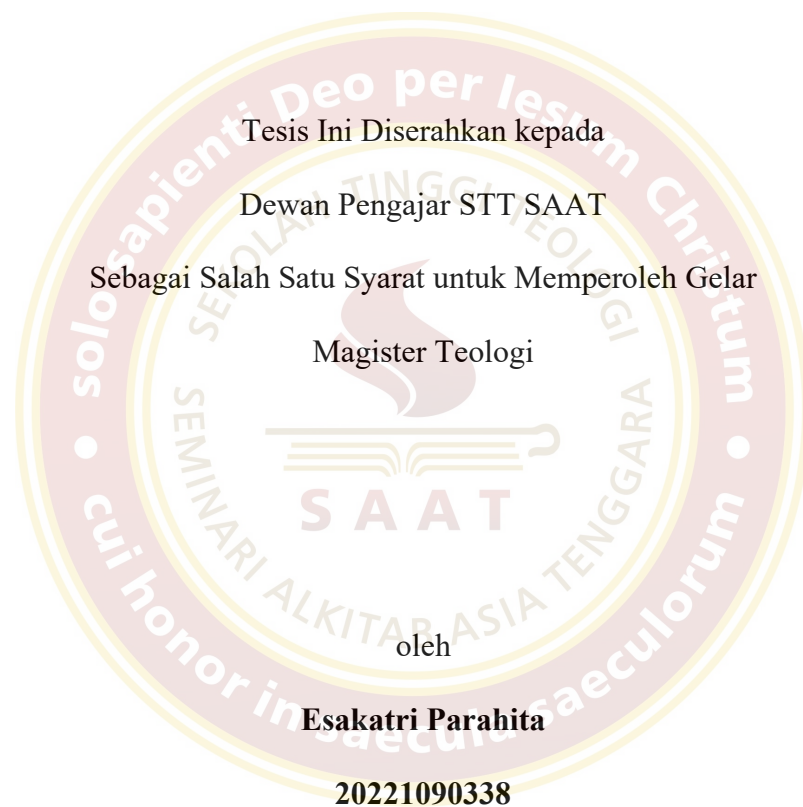 Tesis Ini Diserahkan kepada
Dewan Pengajar STT SAAT
Sebagai Salah Satu Syarat untuk Memperoleh Gelar
Magister Teologi
oleh
Esakatri Parahita
20221090338
solo sapienti Deo per Iesum Christum
cui honor in saecula saeculorum
SEKOLAH TINGGI TEOLOGI
SEMINARI ALKITAB ASIA TENGGARA
SAAT